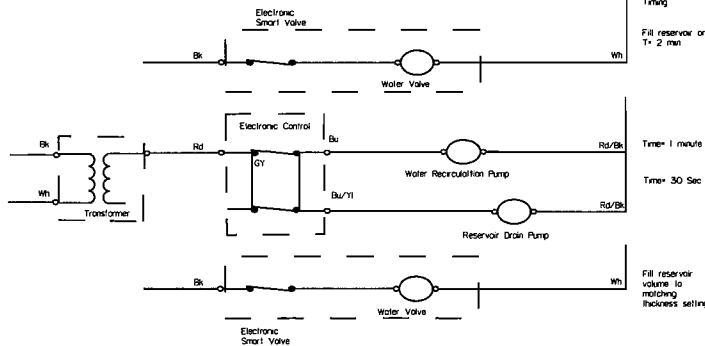 Timing
Electronic
Smart Valve
Fill reservoir or
T= 2 min
Bk
Wh
Water Valve
Electronic Control
Bu
Bk
Rd
Rd/Bk
Time= 1 minute
GY
Water Recirculaltion Pump
Time= 30 Sec
Wh
Bu/Yl
Rd/Bk
Transformer
Reservoir Drain Pump
Bk
Wh
Fill reservoir
volume to
matching
thickness setting
Water Valve
Electronic
Smart Valve